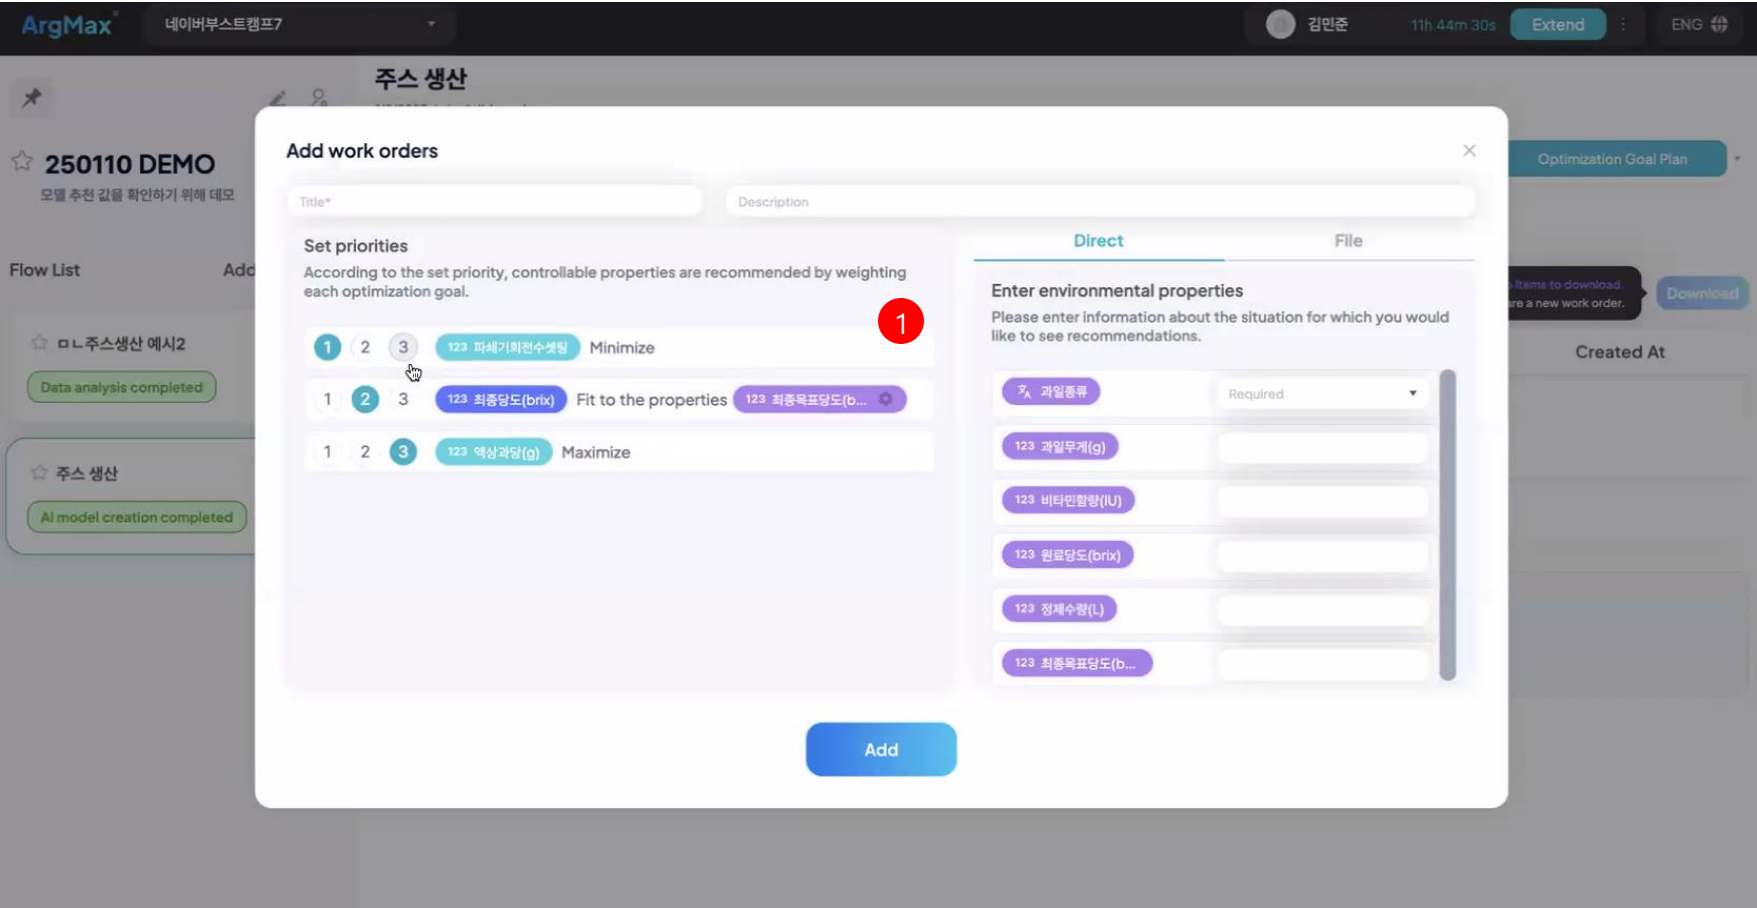 ArgMax
네이버부스트캠프7
김민준
11h 44m 30s
Extend
ENG
주스 생산
250110 DEMO
모델 추천 값을 확인하기 위해 데모
Optimization Goal Plan
Flow List
Add
items to download.
re a new work order.
Download
Created At
ㅁㄴ주스생산 예시2
Data analysis completed
주스 생산
AI model creation completed
Add work orders
Title*
Description
Set priorities
According to the set priority, controllable properties are recommended by weighting
each optimization goal.
1
1 2 3 123 파쇄기회전수셋팅 Minimize
1 2 3 123 최종당도(brix) Fit to the properties 123 최종목표당도(b...
1 2 3 123 액상과당(g) Maximize
Direct
File
Enter environmental properties
Please enter information about the situation for which you would
like to see recommendations.
과일종류
Required
123 과일무게(g)
123 비타민함량(IU)
123 원료당도(brix)
123 정제수량(L)
123 최종목표당도(b...
Add